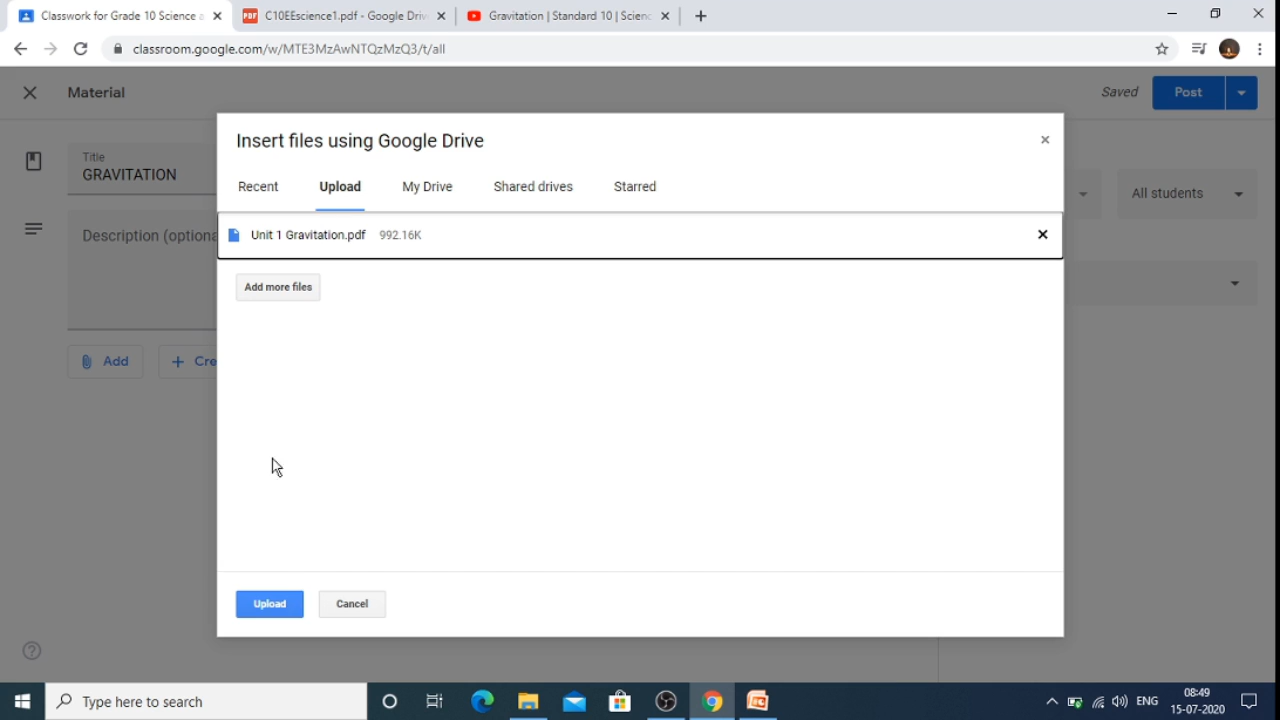 Classwork for Grade 10 Science a
C10EEscience1.pdf - Google Driv
Gravitation | Standard 10 | Scienc
classroom.google.com/w/MTE3MzAwNTQzMzQ3/t/all
Material
Saved
Post
Title
GRAVITATION
Description (optiona
Add
Cre
All students
Insert files using Google Drive
Recent
Upload
My Drive
Shared drives
Starred
Unit 1 Gravitation.pdf 992.16K
Add more files
Upload
Cancel
Type here to search
ENG
08:49
15-07-2020